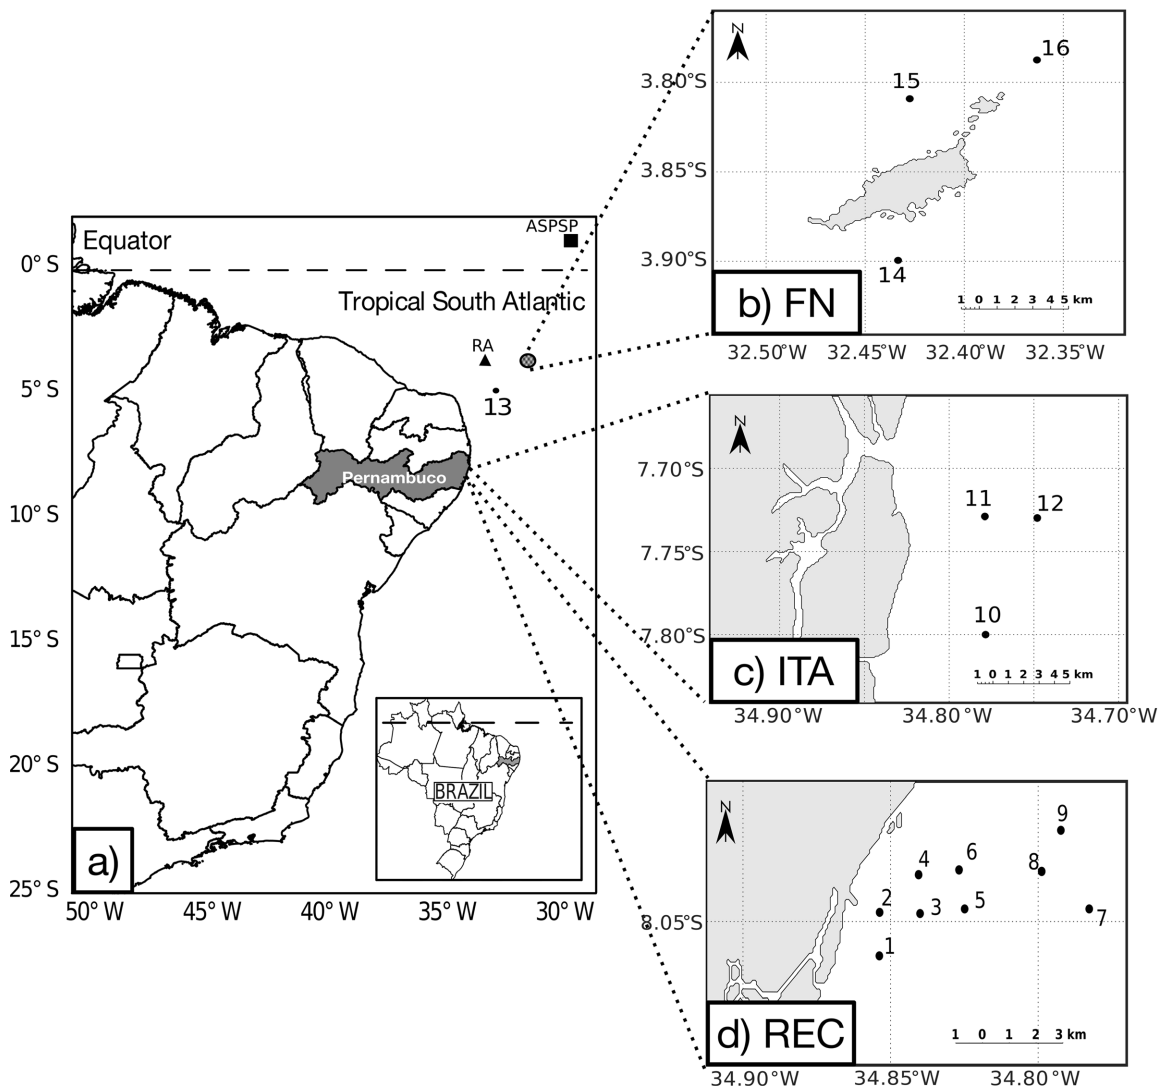 Equator
ASPSP
0° S
Tropical South Atlantic
RA
5° S
13
Pernambuco
10° S
15° S
20° S
BRAZIL
a)
25° S
50°W 45°W 40°W 35°W 30°W
N
16
3.80°S
15
3.85°S
3.90°S
14
b) FN
1 0 1 2 3 4 5 km
32.50°W 32.45°W 32.40°W 32.35°W
N
7.70°S
11 12
7.75°S
10
7.80°S
c) ITA
1 0 1 2 3 4 5 km
34.90°W 34.80°W 34.70°W
N
9
4 6 8
2 3 5 7
8.05°S
1
d) REC
1 0 1 2 3 km
34.90°W 34.85°W 34.80°W